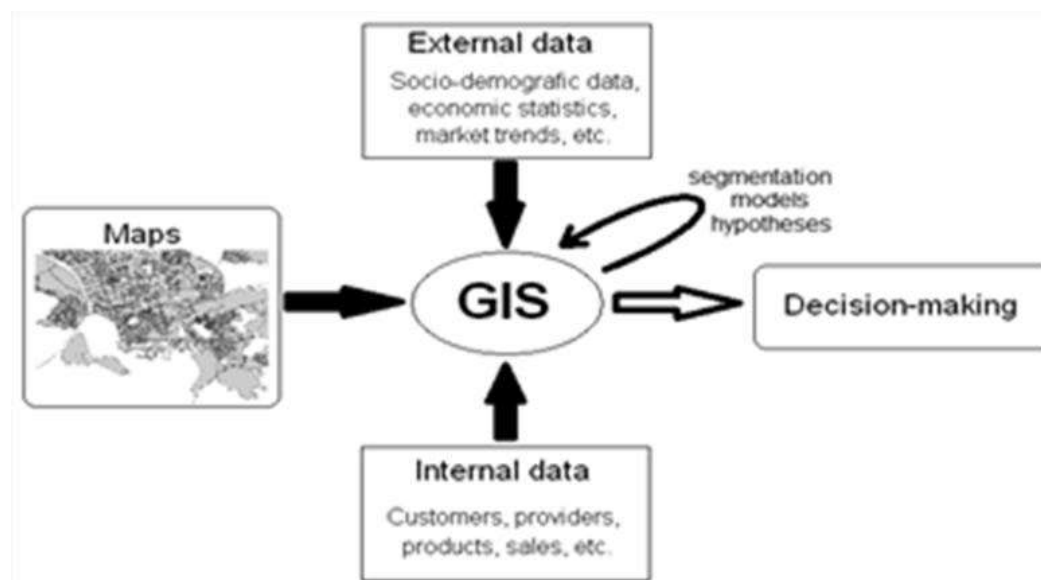 External data
Socio-demografic data,
economic statistics,
market trends, etc.
segmentation
models
hypotheses
Maps
GIS
Decision-making
Internal data
Customers, providers,
products, sales, etc.